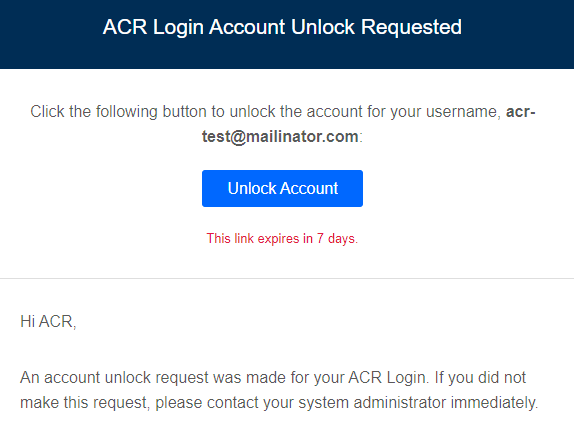 ACR Login Account Unlock Requested
Click the following button to unlock the account for your username, acr-
test@mailinator.com:
Unlock Account
This link expires in 7 days.
Hi ACR,
An account unlock request was made for your ACR Login. If you did not
make this request, please contact your system administrator immediately.